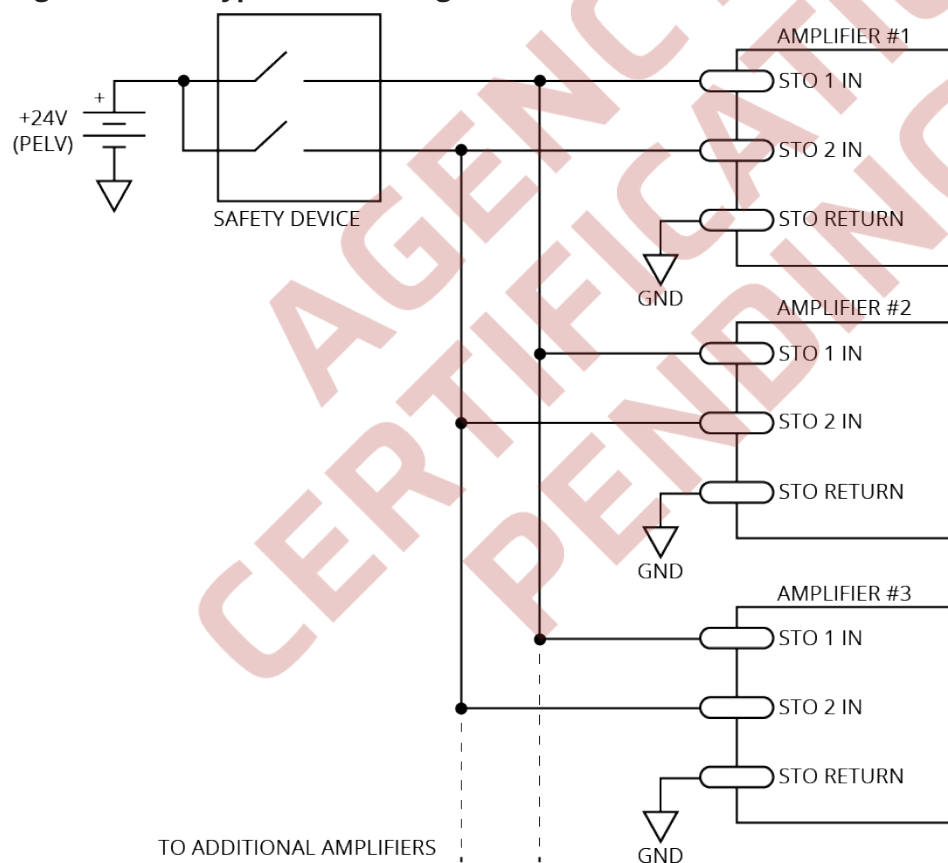 +24V
(PELV)
+
SAFETY DEVICE
AMPLIFIER #1
STO 1 IN
STO 2 IN
STO RETURN
GND
AMPLIFIER #2
STO 1 IN
STO 2 IN
STO RETURN
GND
AMPLIFIER #3
STO 1 IN
STO 2 IN
STO RETURN
GND
TO ADDITIONAL AMPLIFIERS
CERTIFICATIO
PENDING